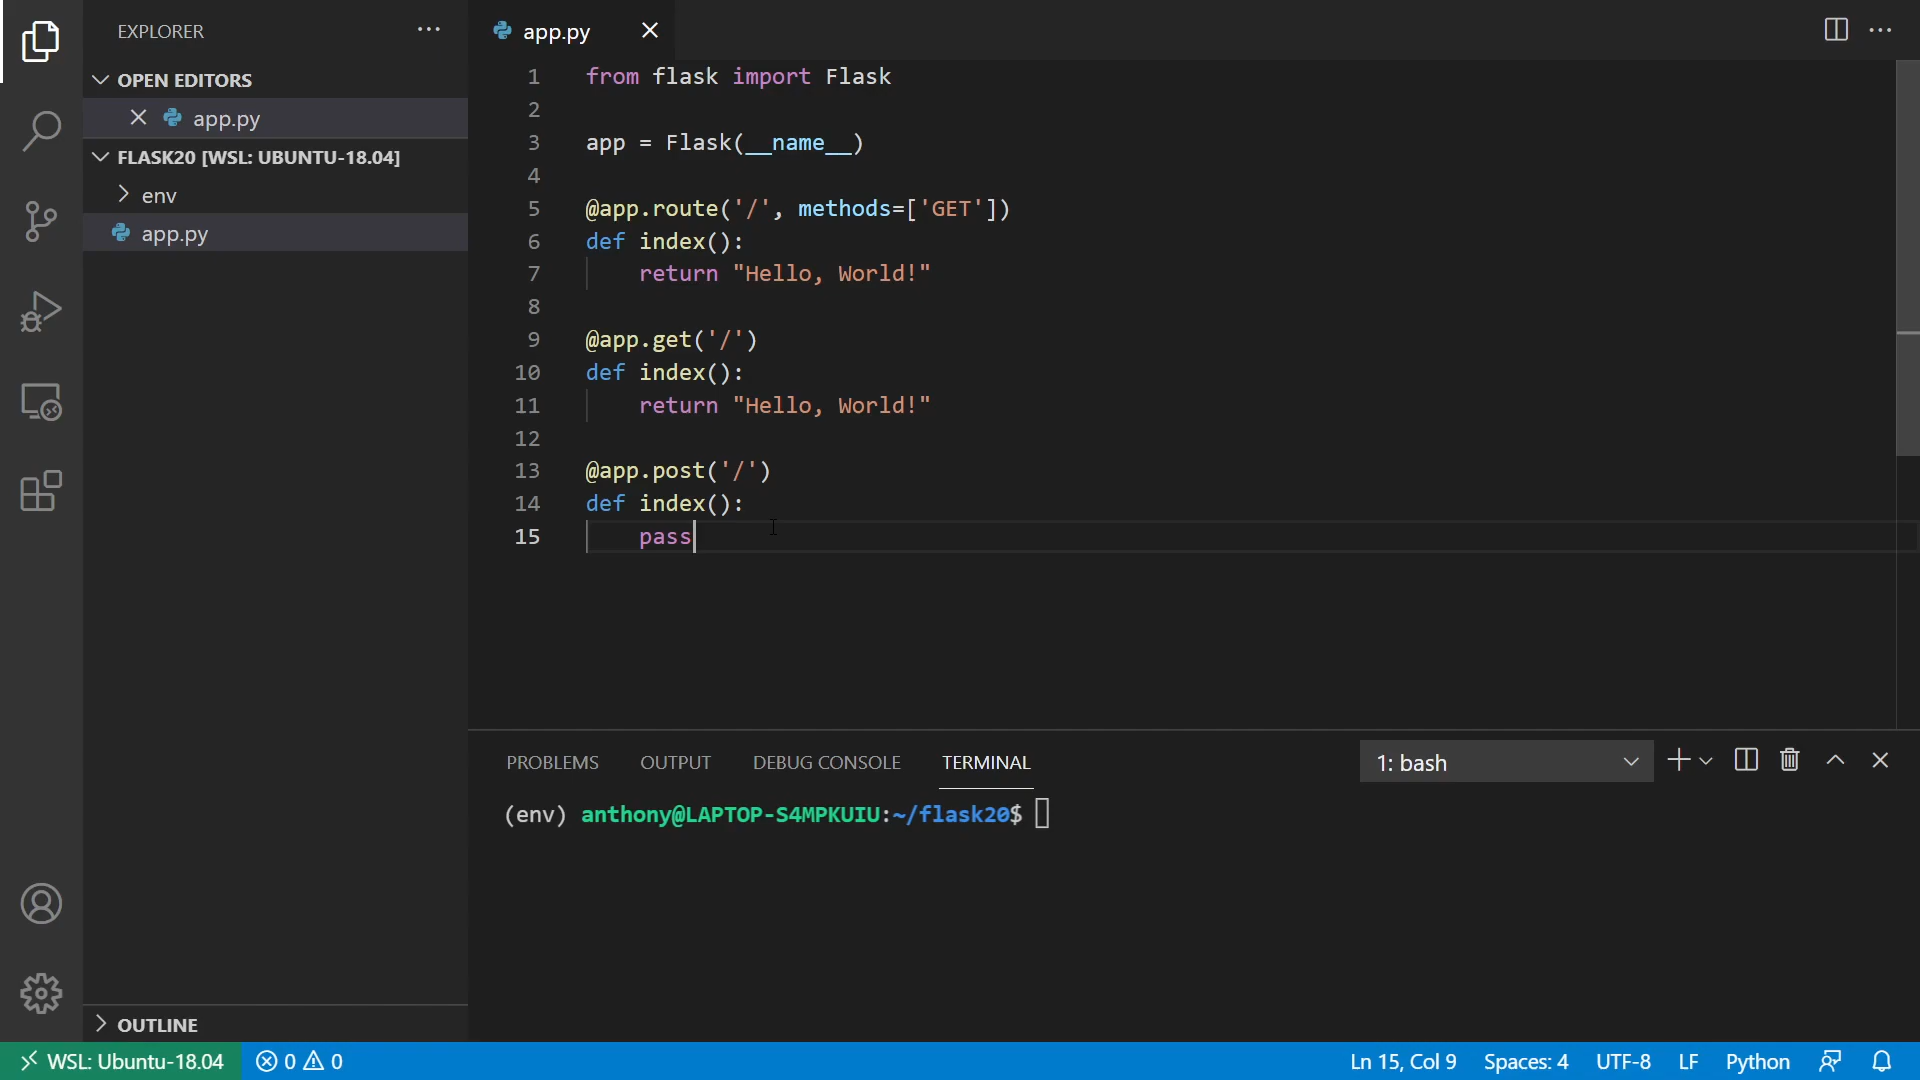 EXPLORER
OPEN EDITORS
app.py
FLASK20 [WSL: UBUNTU-18.04]
env
app.py
OUTLINE
app.py
1 from flask import Flask
2
3 app = Flask(__name__)
4
5 @app.route('/', methods=['GET'])
6 def index():
7     return "Hello, World!"
8
9 @app.get('/')
10 def index():
11     return "Hello, World!"
12
13 @app.post('/')
14 def index():
15     pass
PROBLEMS OUTPUT DEBUG CONSOLE TERMINAL 1: bash
(env) anthony@LAPTOP-S4MPKUIU:~/flask20$
WSL: Ubuntu-18.04 0 0 Ln 15, Col 9 Spaces: 4 UTF-8 LF Python